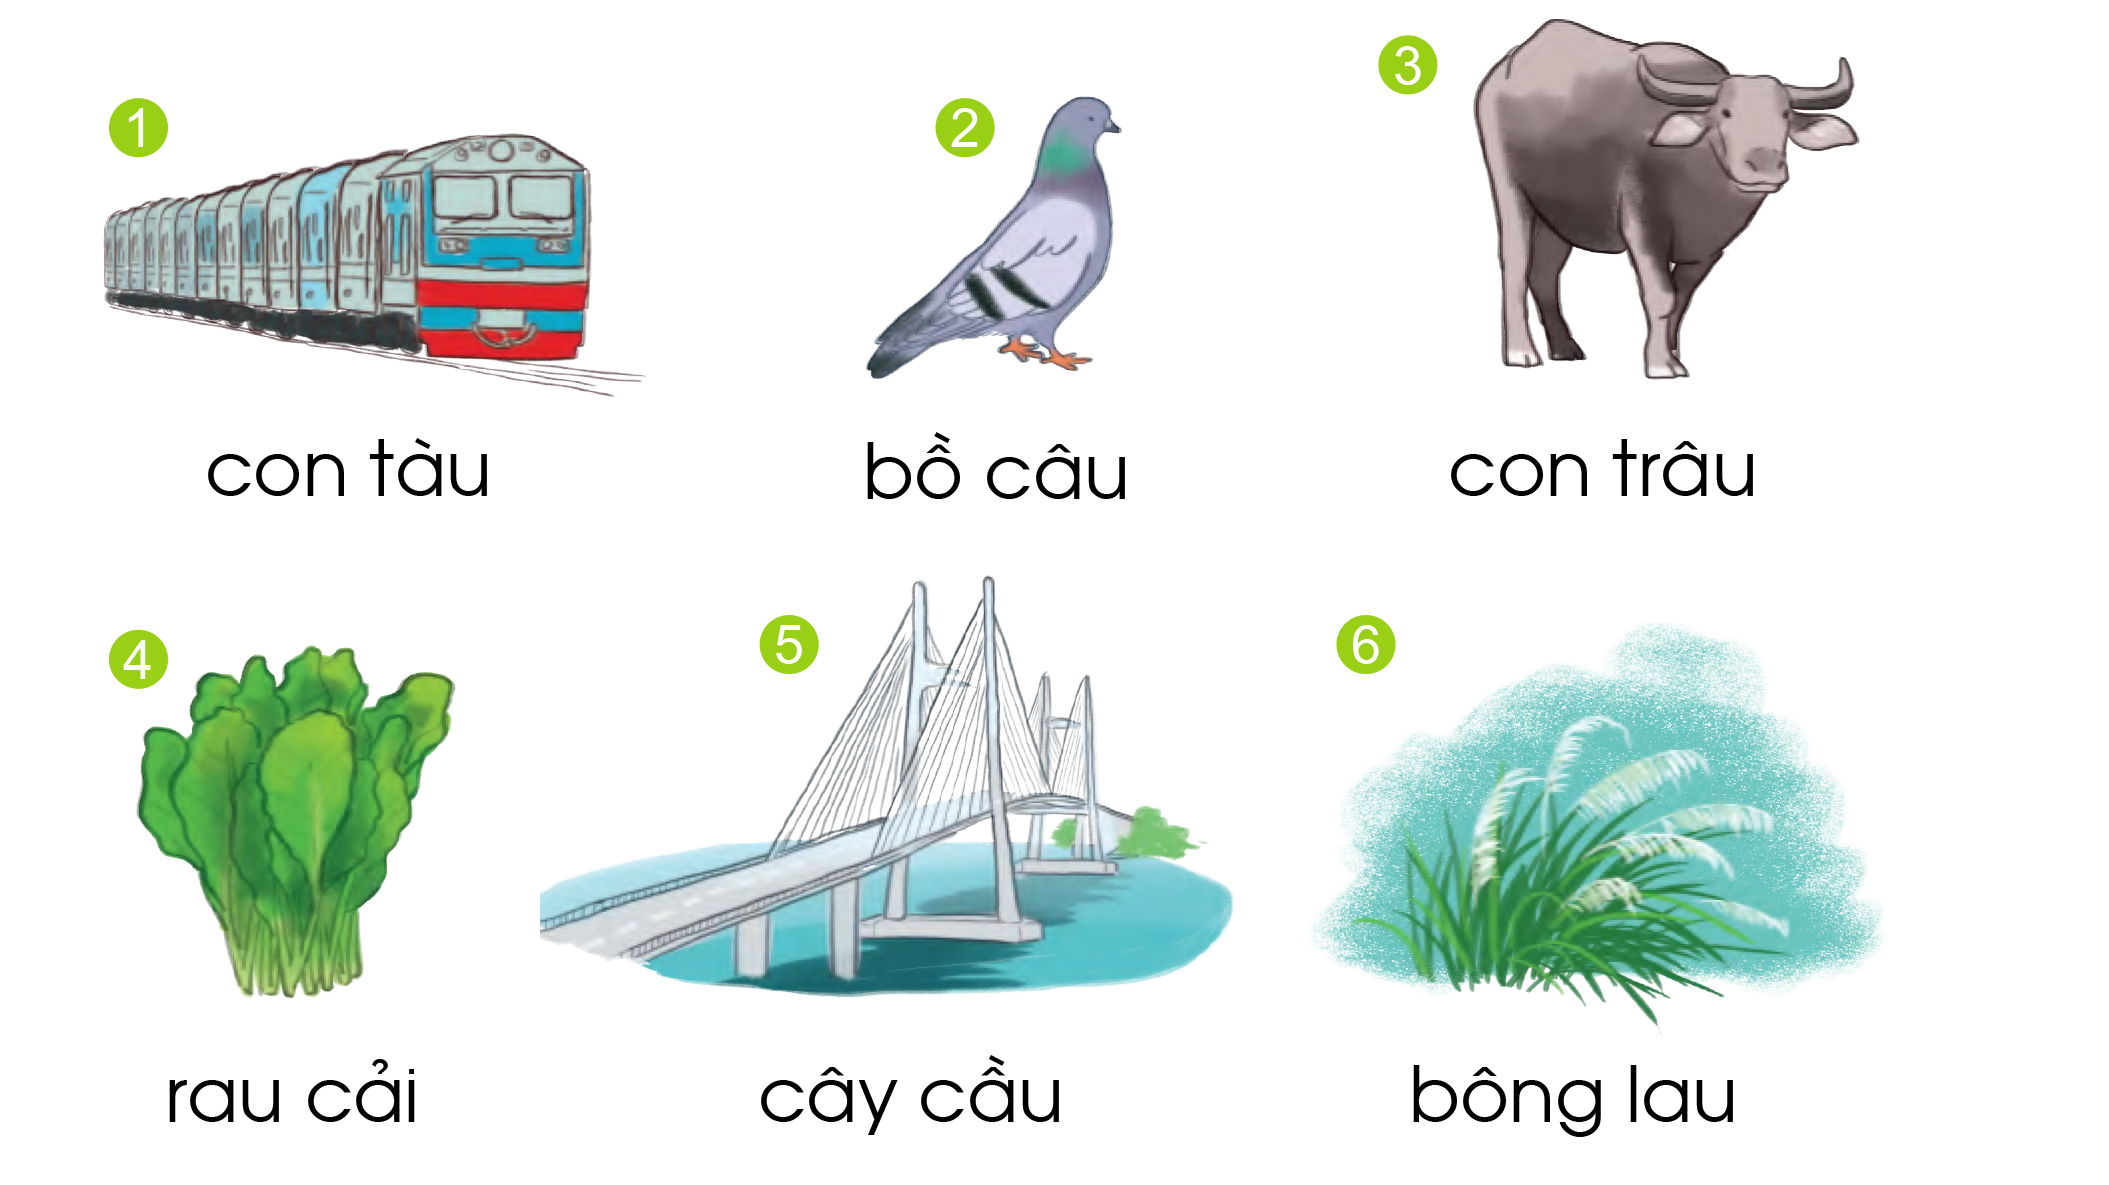 1
2
3
con tàu
bồ câu
con trâu
4
5
6
rau cải
cây cầu
bông lau